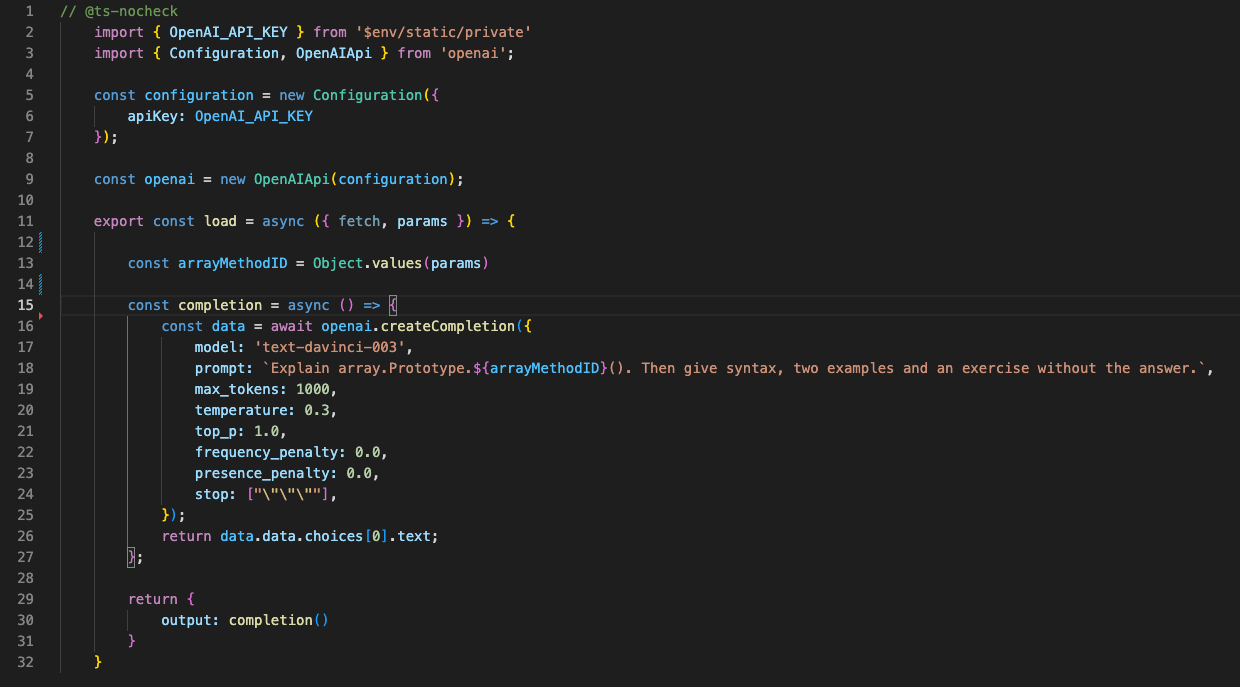 1 // @ts-nocheck
2 import { OpenAI_API_KEY } from '$env/static/private'
3 import { Configuration, OpenAIApi } from 'openai';
4
5 const configuration = new Configuration({
6 apiKey: OpenAI_API_KEY
7 });
8
9 const openai = new OpenAIApi(configuration);
10
11 export const load = async ({ fetch, params }) => {
12
13 const arrayMethodID = Object.values(params)
14
15 const completion = async () => {
16 const data = await openai.createCompletion({
17 model: 'text-davinci-003',
18 prompt: `Explain array.Prototype.${arrayMethodID}(). Then give syntax, two examples and an exercise without the answer.`,
19 max_tokens: 1000,
20 temperature: 0.3,
21 top_p: 1.0,
22 frequency_penalty: 0.0,
23 presence_penalty: 0.0,
24 stop: ["\"\"\""],
25 });
26 return data.data.choices[0].text;
27 };
28
29 return {
30 output: completion()
31 }
32 }